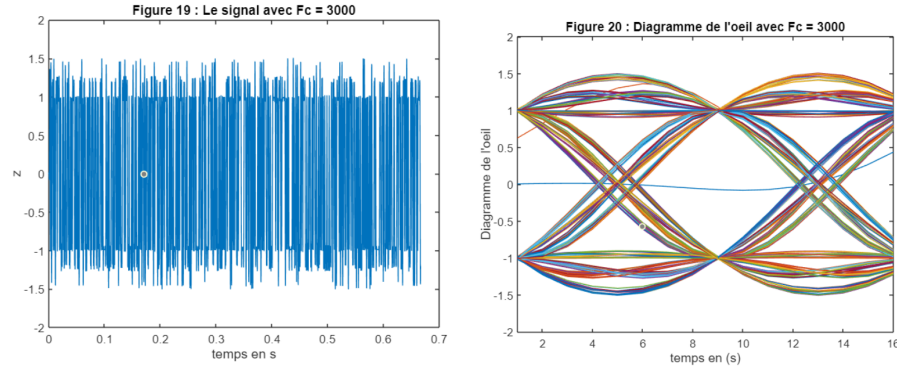 Figure 19 : Le signal avec Fc = 3000
2
1.5
1
0.5
0
-0.5
-1
-1.5
-2
z
0 0.1 0.2 0.3 0.4 0.5 0.6 0.7
temps en s
Figure 20 : Diagramme de l'oeil avec Fc = 3000
2
1.5
1
0.5
0
-0.5
-1
-1.5
-2
Diagramme de l'oeil
2 4 6 8 10 12 14 16
temps en (s)